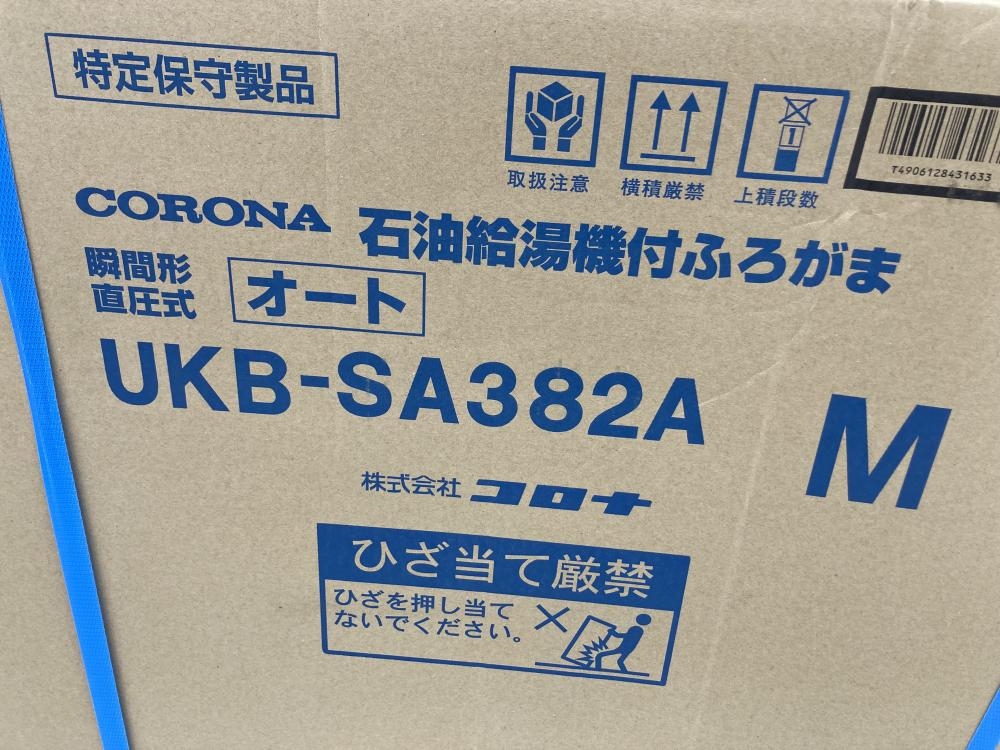 特定保守製品
1
取扱注意
横積厳禁
上積段数
T4906128431633
CORONA 石油給湯機付ふろがま
瞬間形
直圧式
オート
UKB-SA382A M
株式会社 コロナ
ひざ当て厳禁
ひざを押し当て
ないでください。